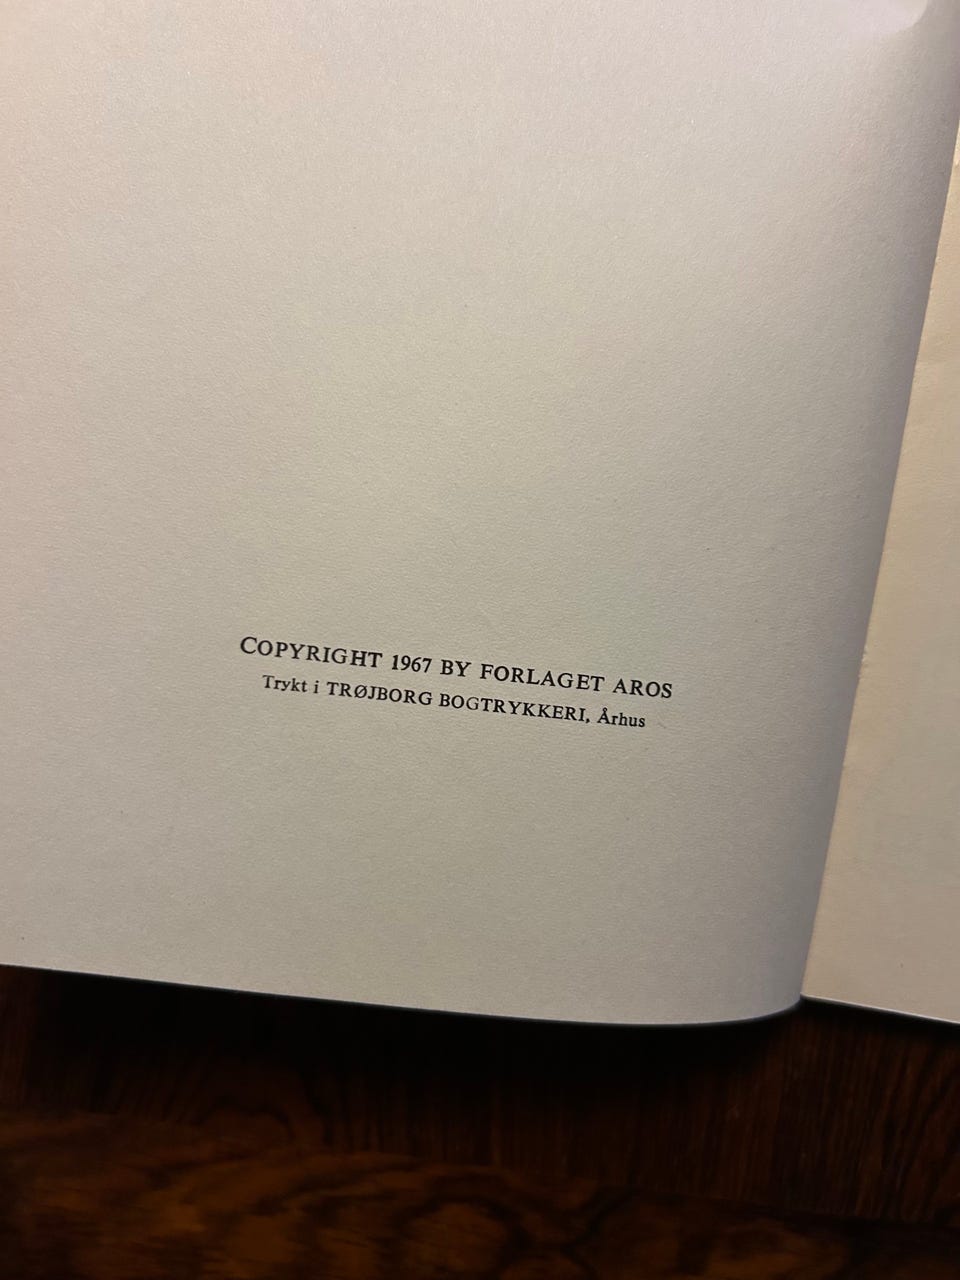 COPYRIGHT 1967 BY FORLAGET AROS
Trykt i TRØJBORG BOGTRYKKERI, Århus